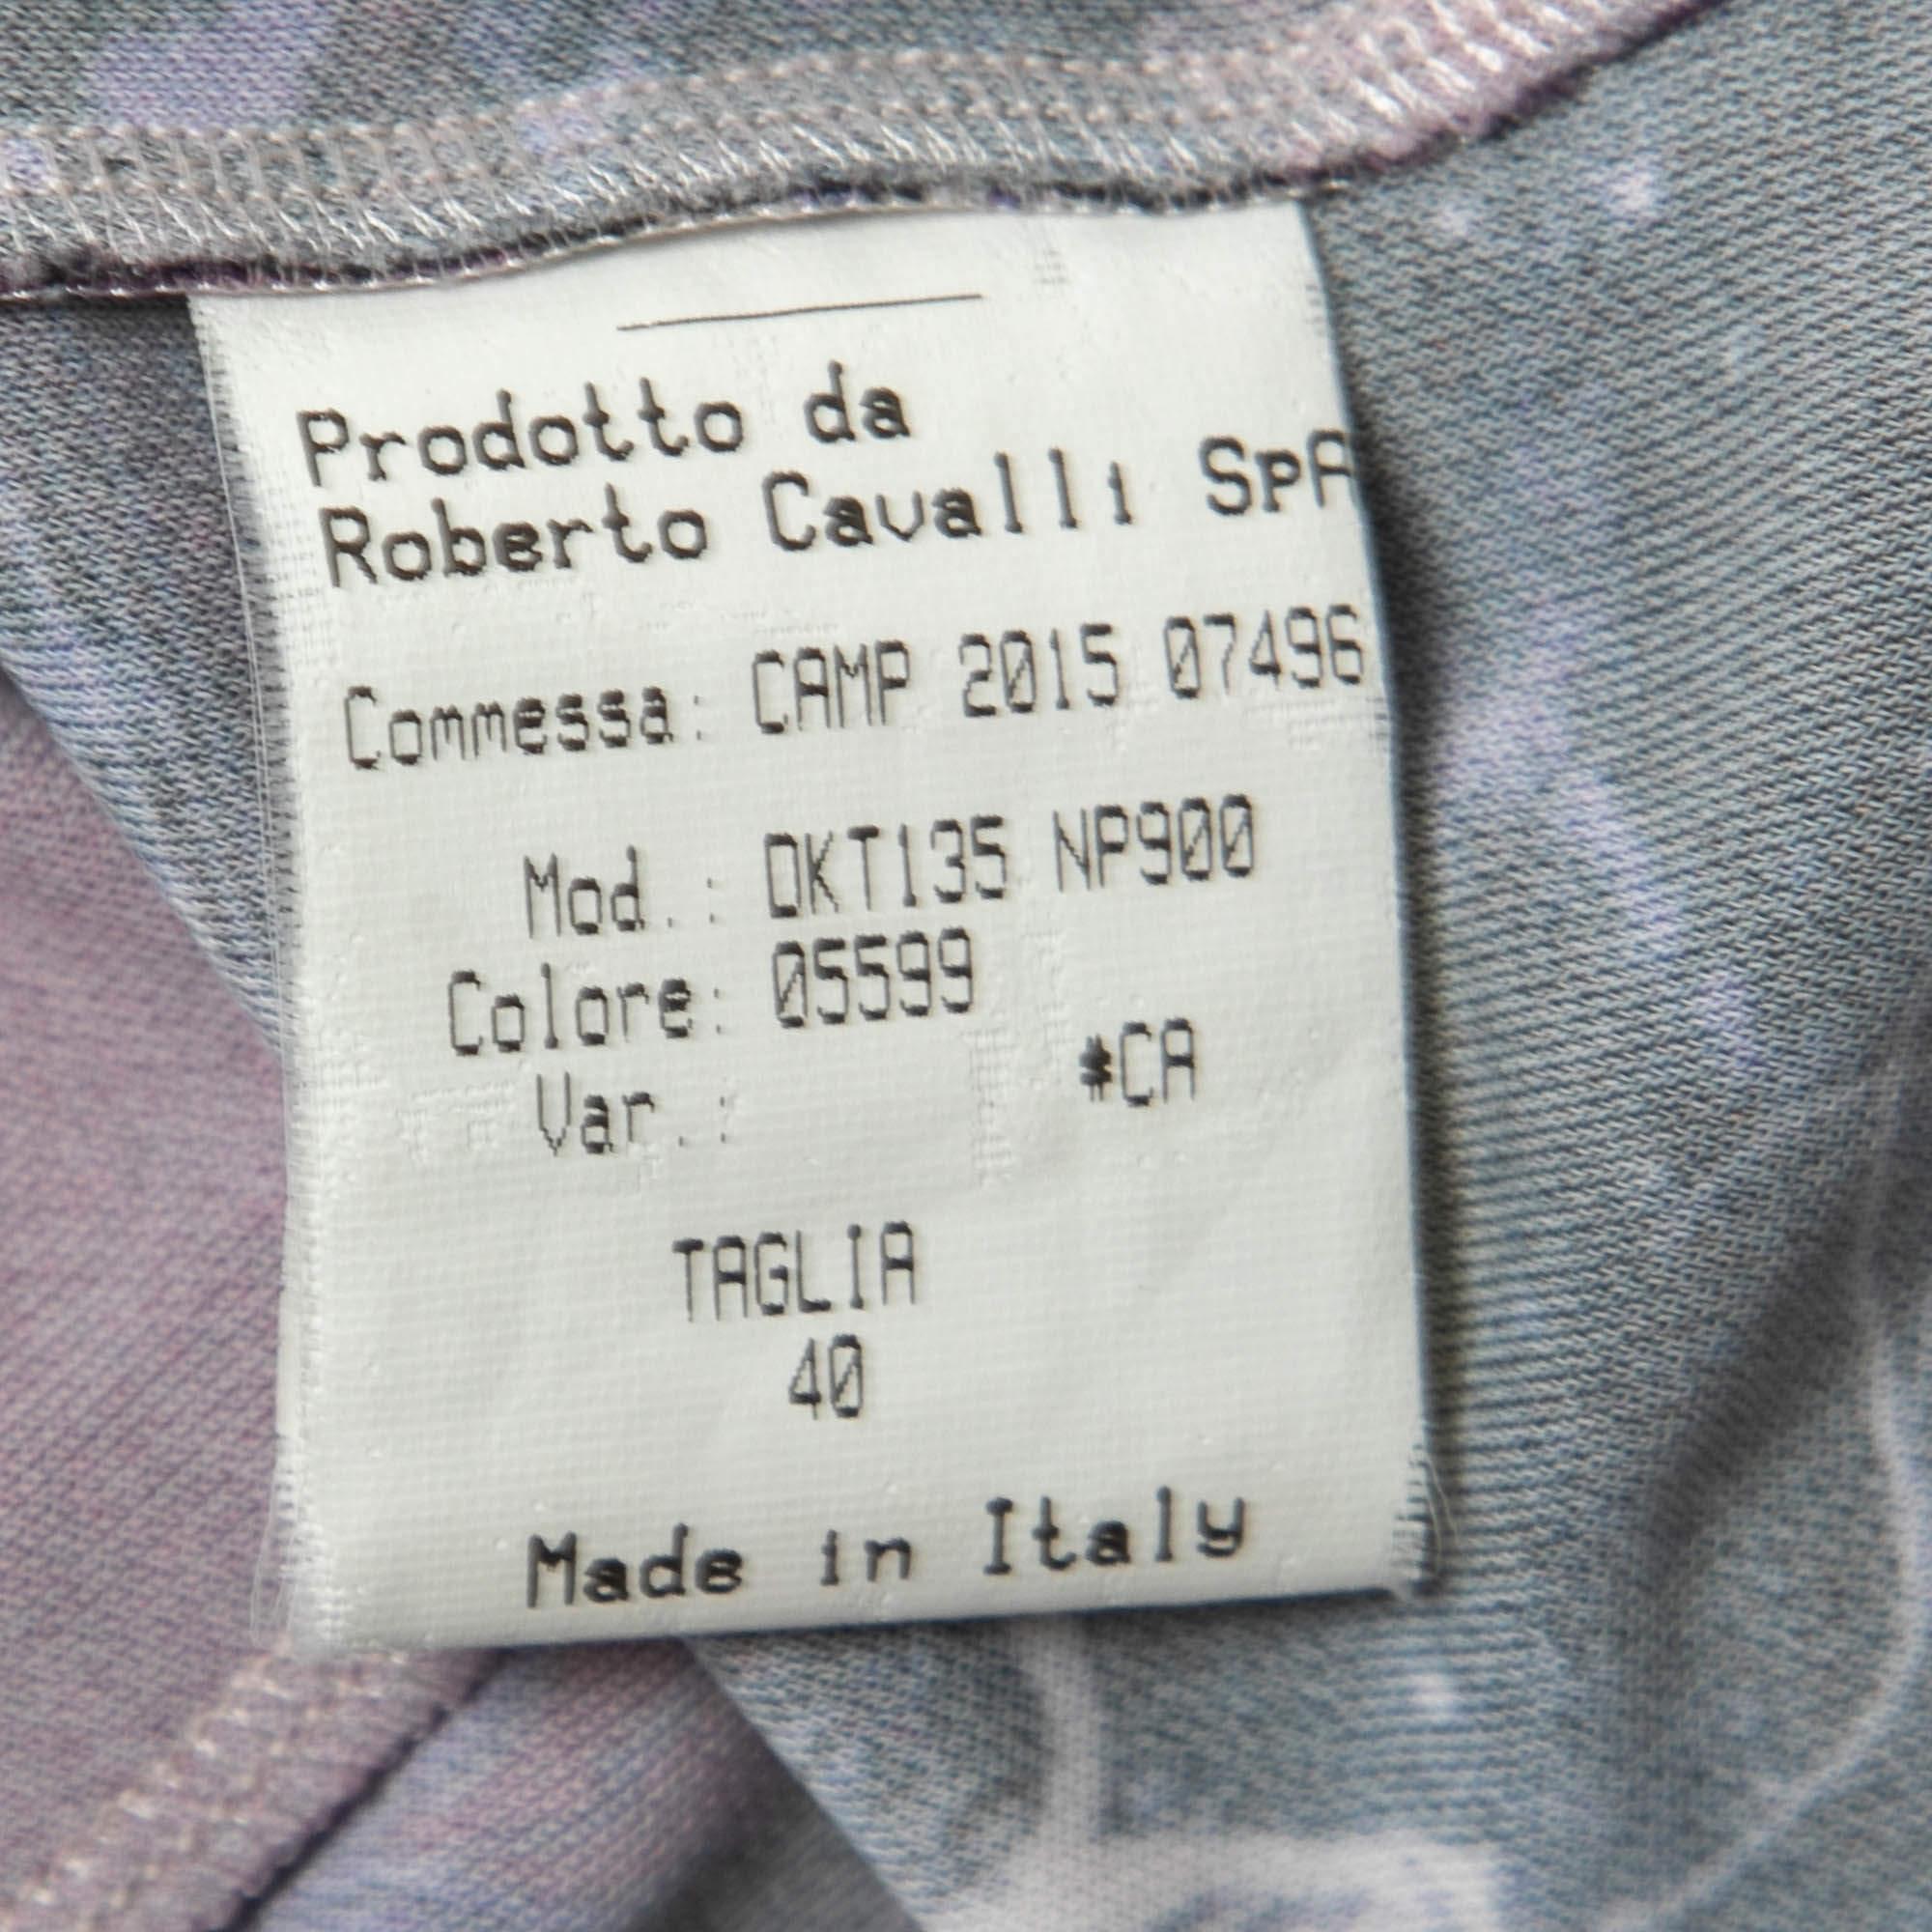 Prodotto da
Roberto Cavalli SpA
Commessa: CAMP 2015 07496
Mod.: DKT135 NP900
Colore: 05599
Var.: *CA
TAGLIA
40
Made in Italy